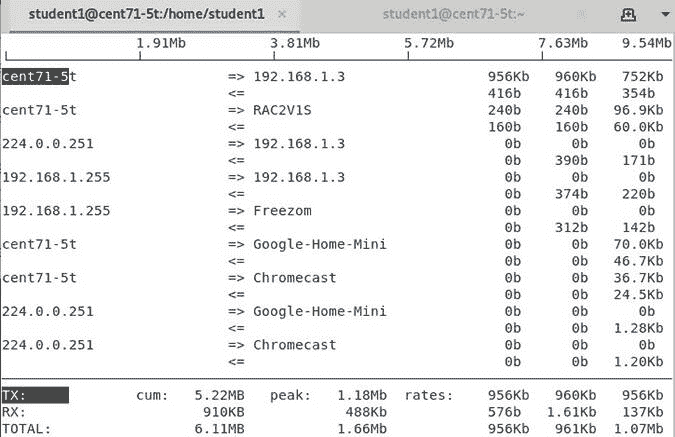 student1@cent71-5t:/home/student1 × student1@cent71-5t:~
1.91Mb 3.81Mb 5.72Mb 7.63Mb 9.54Mb
cent71-5t => 192.168.1.3 956Kb 960Kb 752Kb
<= 416b 416b 354b
cent71-5t => RAC2V1S 240b 240b 96.9Kb
<= 160b 160b 60.0Kb
224.0.0.251 => 192.168.1.3 0b 0b 0b
<= 0b 390b 171b
192.168.1.255 => 192.168.1.3 0b 0b 0b
<= 0b 374b 220b
192.168.1.255 => Freezom 0b 0b 0b
<= 0b 312b 142b
cent71-5t => Google-Home-Mini 0b 0b 70.0Kb
<= 0b 0b 46.7Kb
cent71-5t => Chromecast 0b 0b 36.7Kb
<= 0b 0b 24.5Kb
224.0.0.251 => Google-Home-Mini 0b 0b 0b
<= 0b 0b 1.28Kb
224.0.0.251 => Chromecast 0b 0b 0b
<= 0b 0b 1.20Kb
TX: cum: 5.22MB peak: 1.18Mb rates: 956Kb 960Kb 956Kb
RX: 910KB 488Kb 576b 1.61Kb 137Kb
TOTAL: 6.11MB 1.66Mb 956Kb 961Kb 1.07Mb